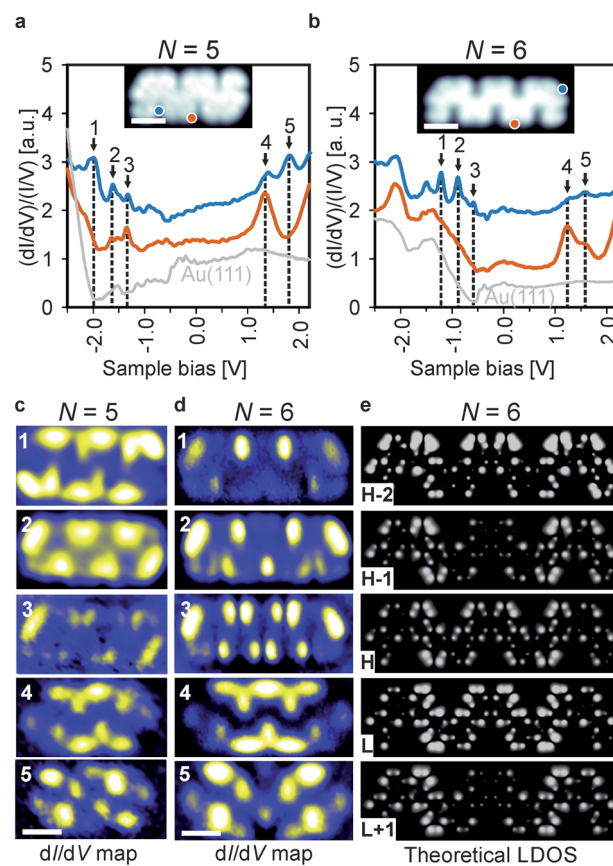 a
b
N = 5
N = 6
(dI/dV)/(I/V) [a. u.]
5
4
3
2
1
0
1
2
3
4
5
Au(111)
-2.0
-1.0
0.0
1.0
2.0
Sample bias [V]
(dI/dV)/(I/V) [a. u.]
5
4
3
2
1
0
1
2
3
4
5
Au(111)
-2.0
-1.0
0.0
1.0
2.0
Sample bias [V]
c N = 5
d N = 6
e N = 6
1
2
3
4
5
dI/dV map
1
2
3
4
5
dI/dV map
H-2
H-1
H
L
L+1
Theoretical LDOS